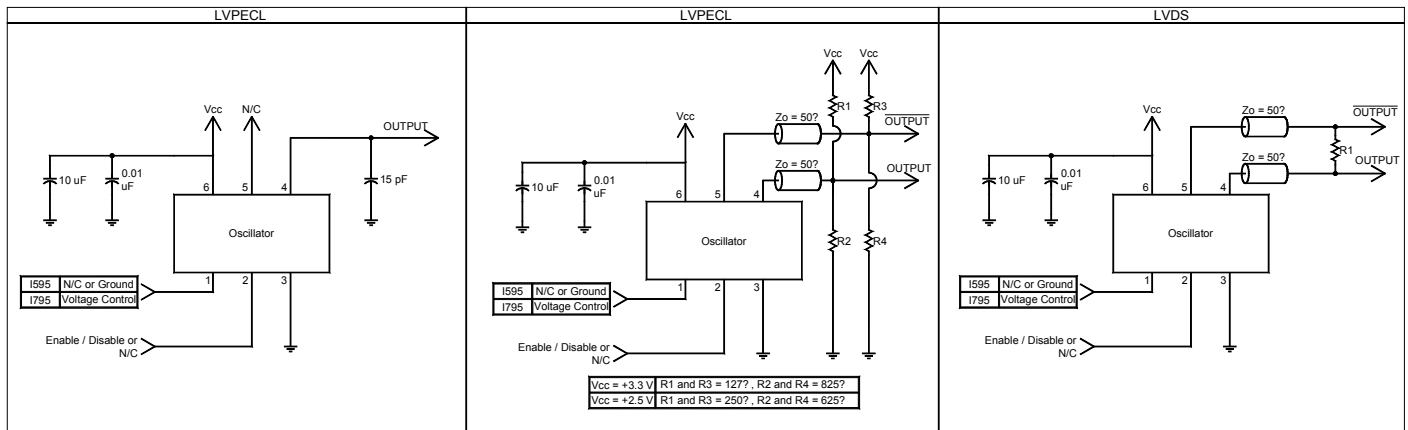 LVPECL
Vcc
N/C
OUTPUT
10 uF
0.01 uF
15 pF
6
5
4
Oscillator
1
2
3
I595 N/C or Ground
I795 Voltage Control
Enable / Disable or
N/C
LVPECL
Vcc
Vcc
R1
R3
Vcc
Zo = 50?
OUTPUT
Zo = 50?
OUTPUT
10 uF
0.01
uF
6
5
4
Oscillator
R2
R4
1
2
3
I595 N/C or Ground
I795 Voltage Control
Enable / Disable or
N/C
Vcc = +3.3 V R1 and R3 = 127? , R2 and R4 = 825?
Vcc = +2.5 V R1 and R3 = 250? , R2 and R4 = 625?
LVDS
Vcc
Zo = 50?
OUTPUT
R1
Zo = 50?
OUTPUT
10 uF
0.01
uF
6
5
4
Oscillator
1
2
3
I595 N/C or Ground
I795 Voltage Control
Enable / Disable or
N/C